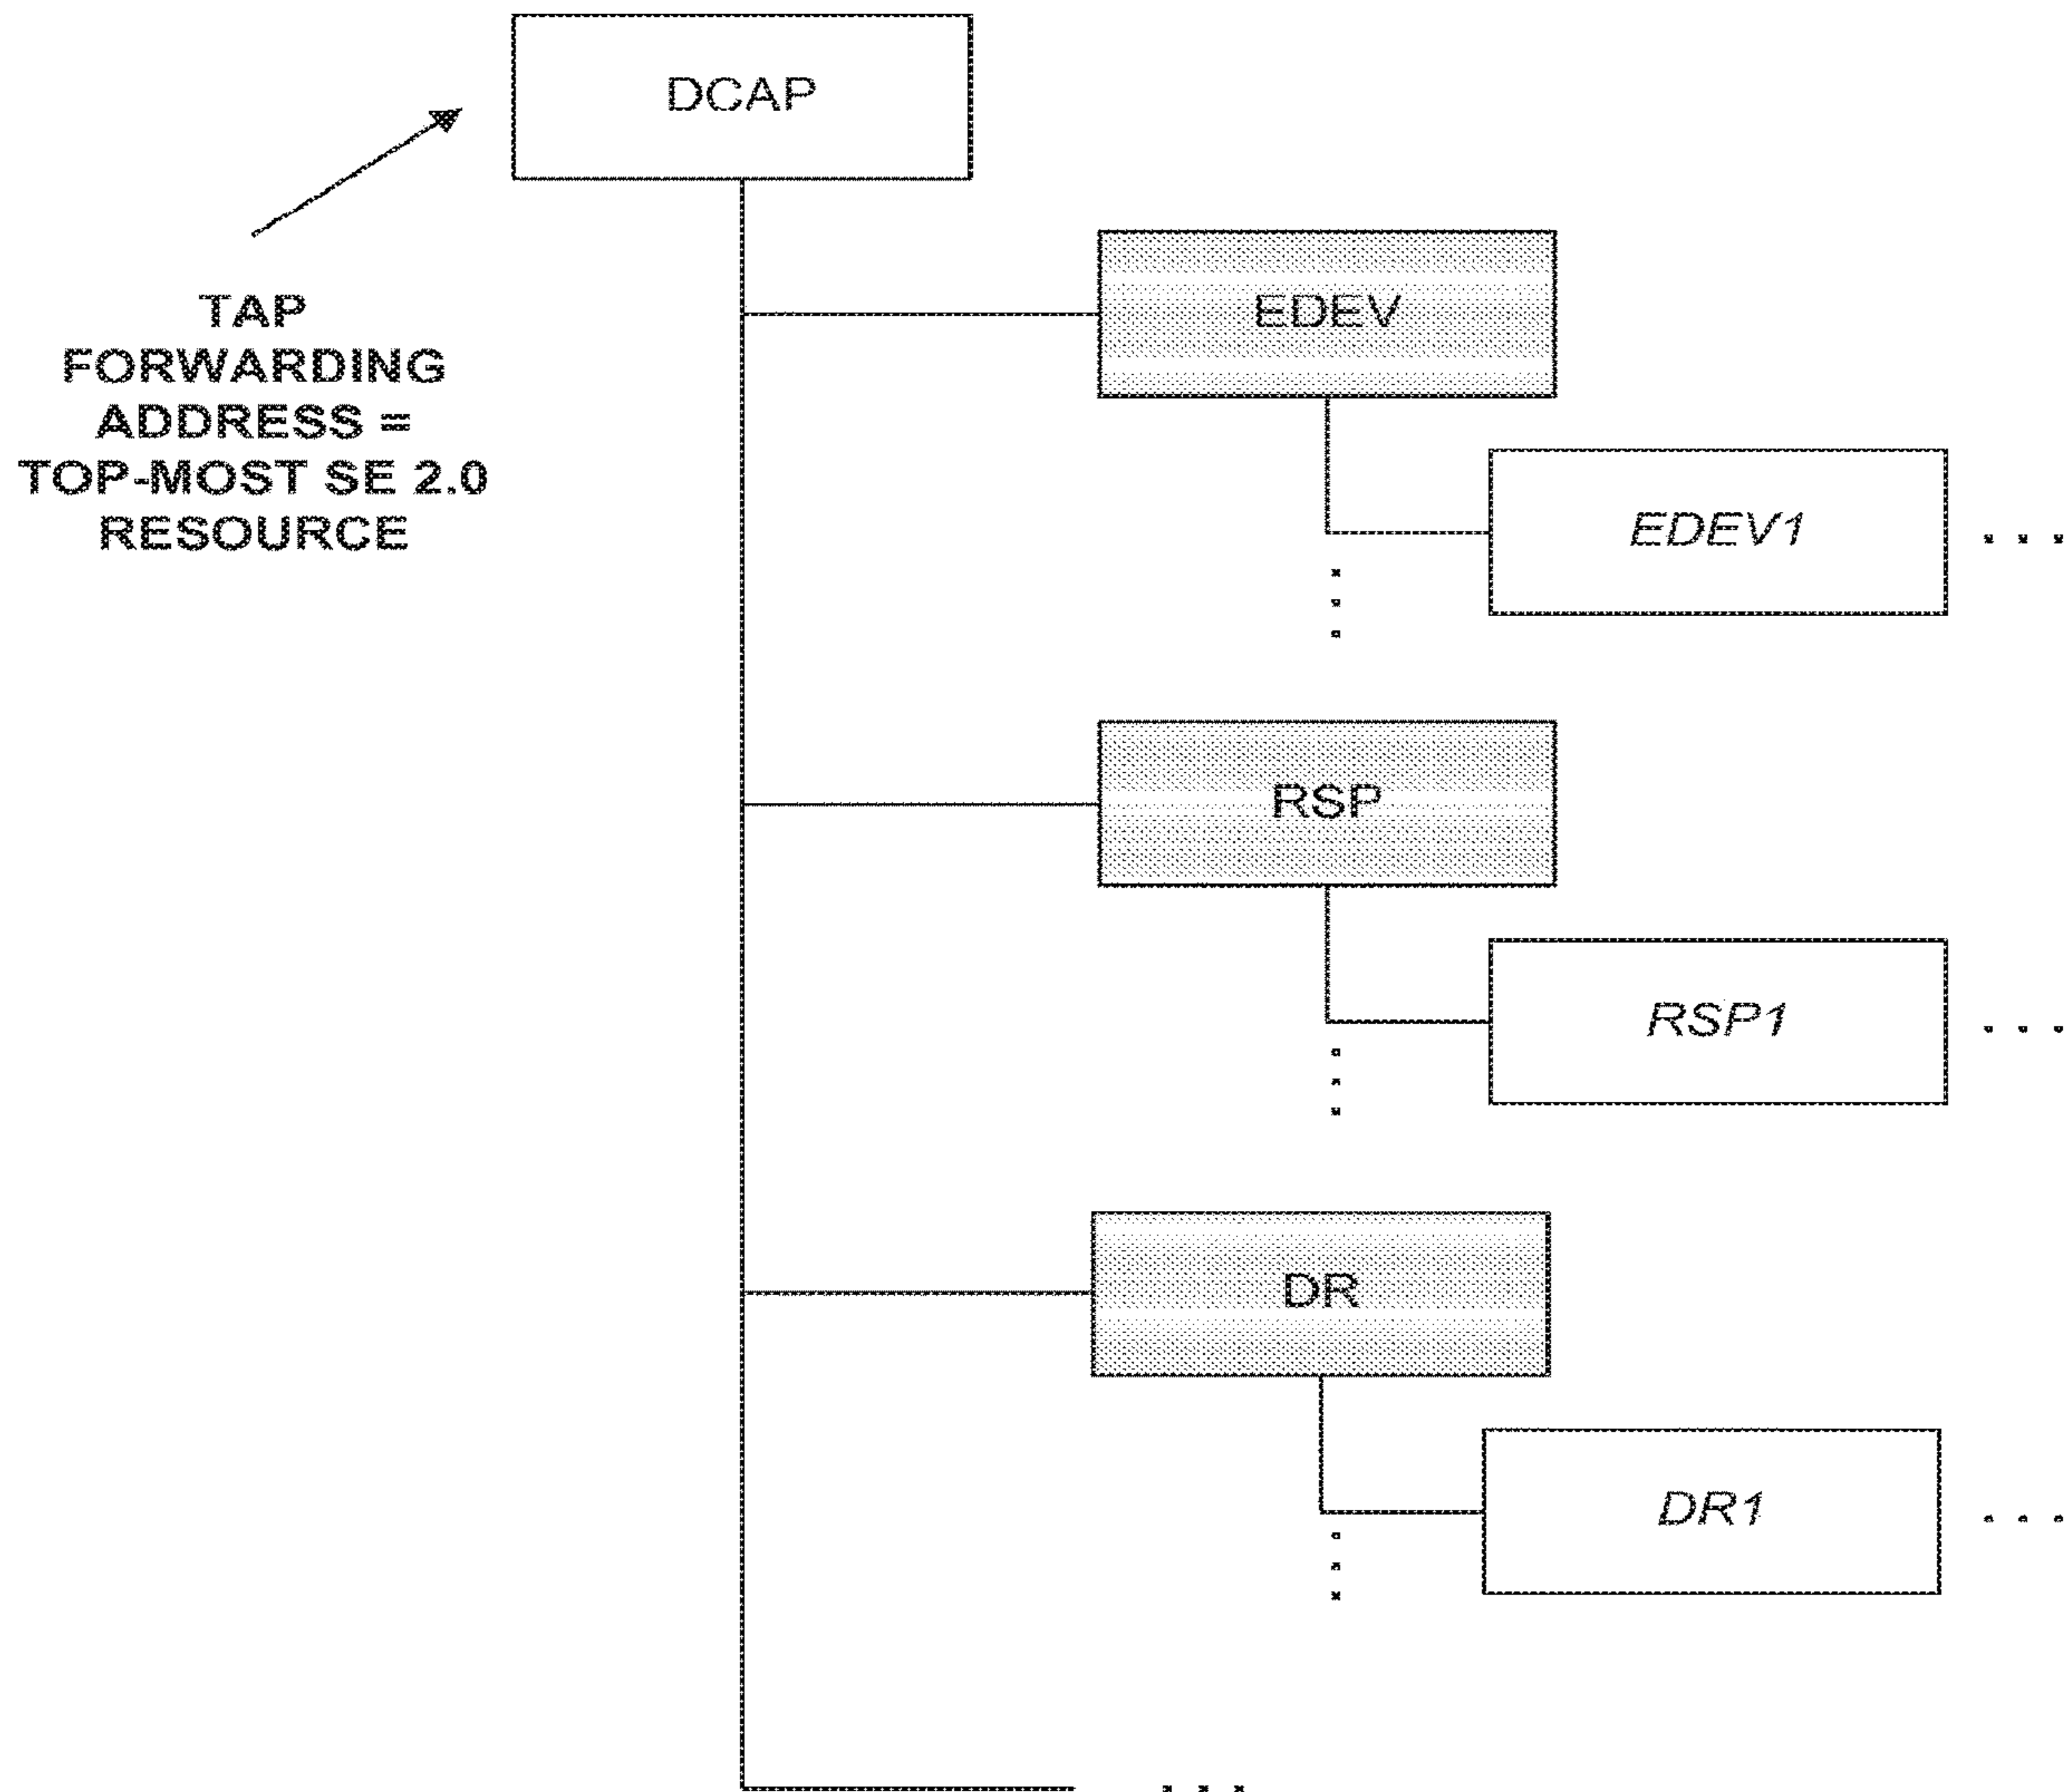 DCAP
TAP
FORWARDING
ADDRESS =
TOP-MOST SE 2.0
RESOURCE
EDEV
EDEV1 . . .
RSP
RSP1 . . .
DR
DR1 . . .
. . .